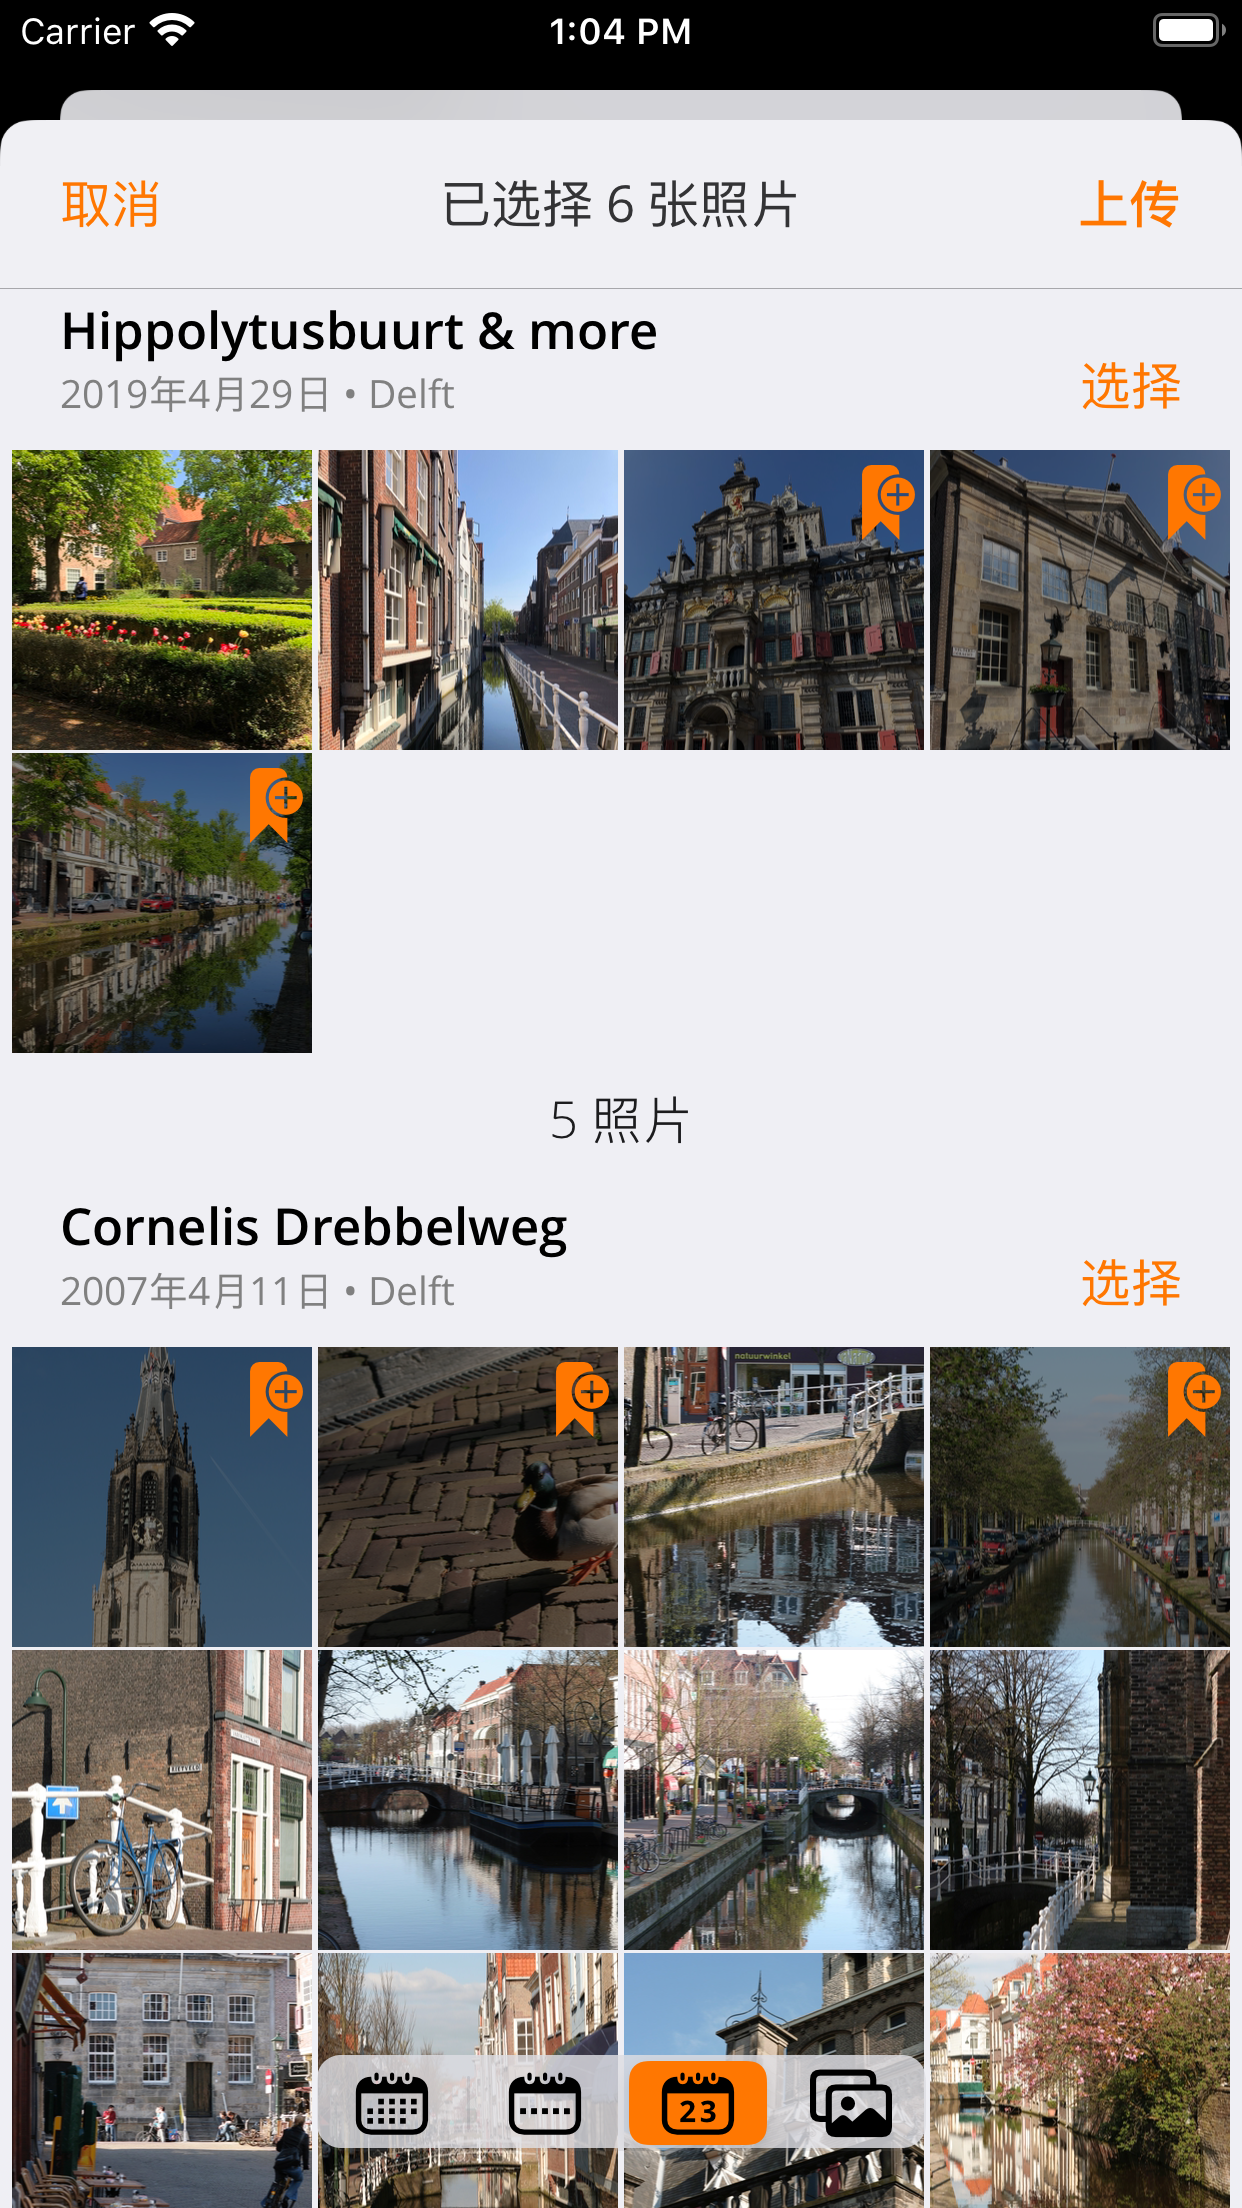 Carrier
1:04 PM
取消
已选择 6 张照片
上传
Hippolytusbuurt & more
2019年4月29日 • Delft
选择
5 照片
Cornelis Drebbelweg
2007年4月11日 • Delft
选择
natuurwinkel
23